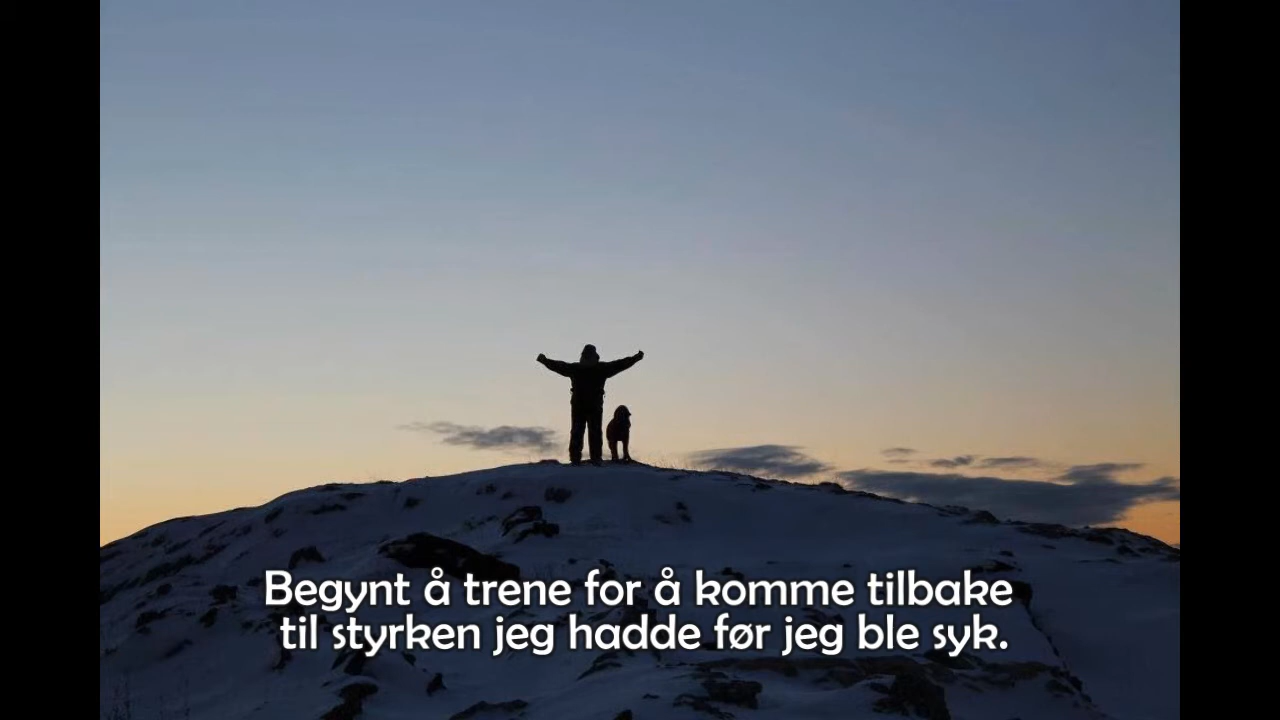 Begynt å trene for å komme tilbake
til styrken jeg hadde før jeg ble syk.